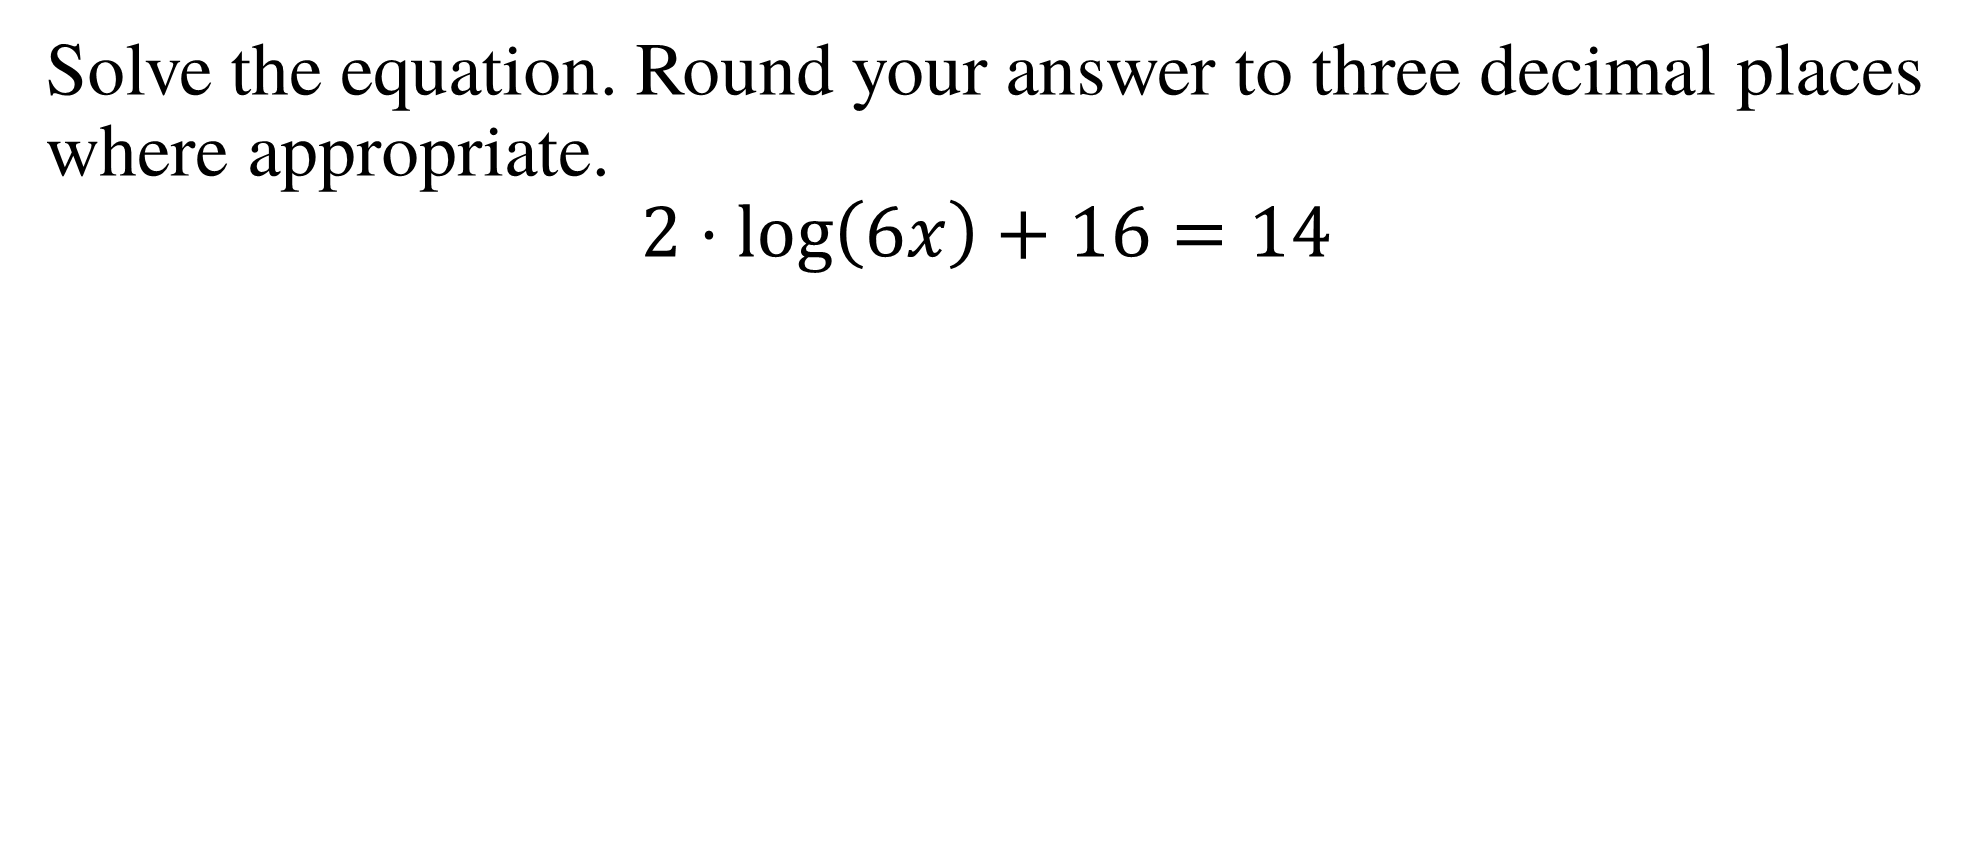 Solve the equation. Round your answer to three decimal places
where appropriate.
2 · log(6x) + 16 = 14